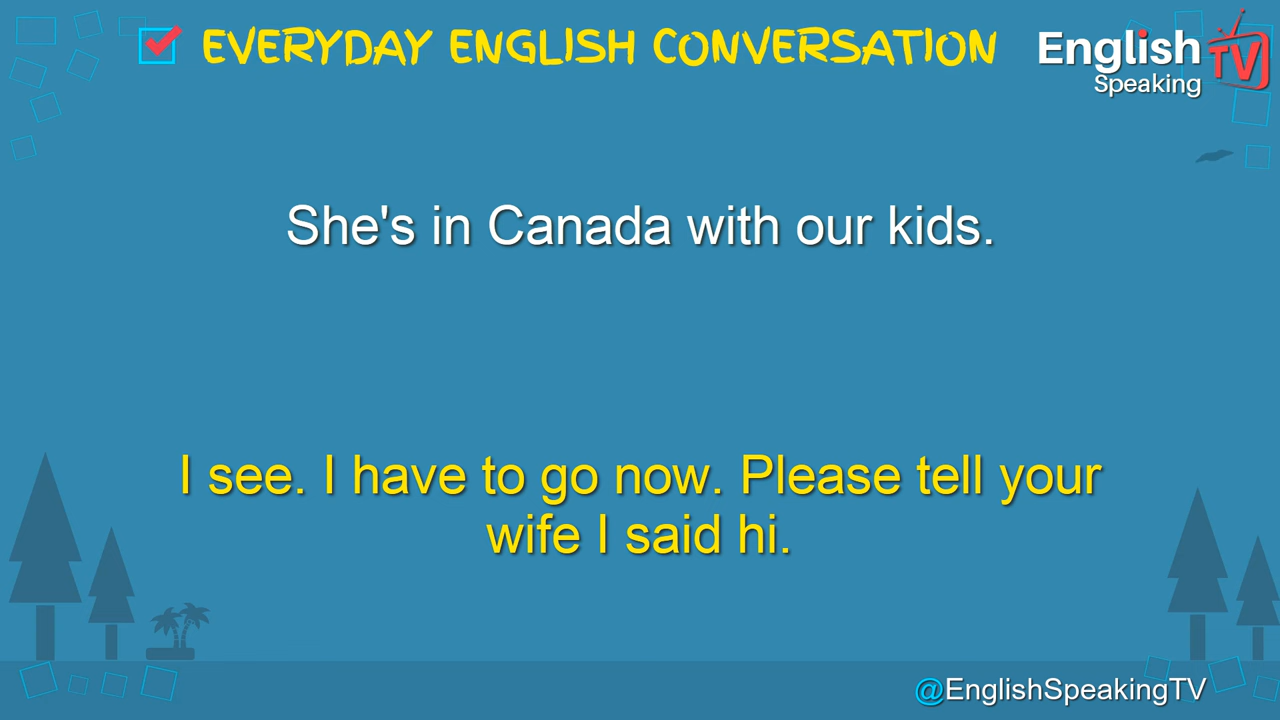 EVERYDAY ENGLISH CONVERSATION
English
Speaking
TV
She's in Canada with our kids.
I see. I have to go now. Please tell your
wife I said hi.
@EnglishSpeakingTV